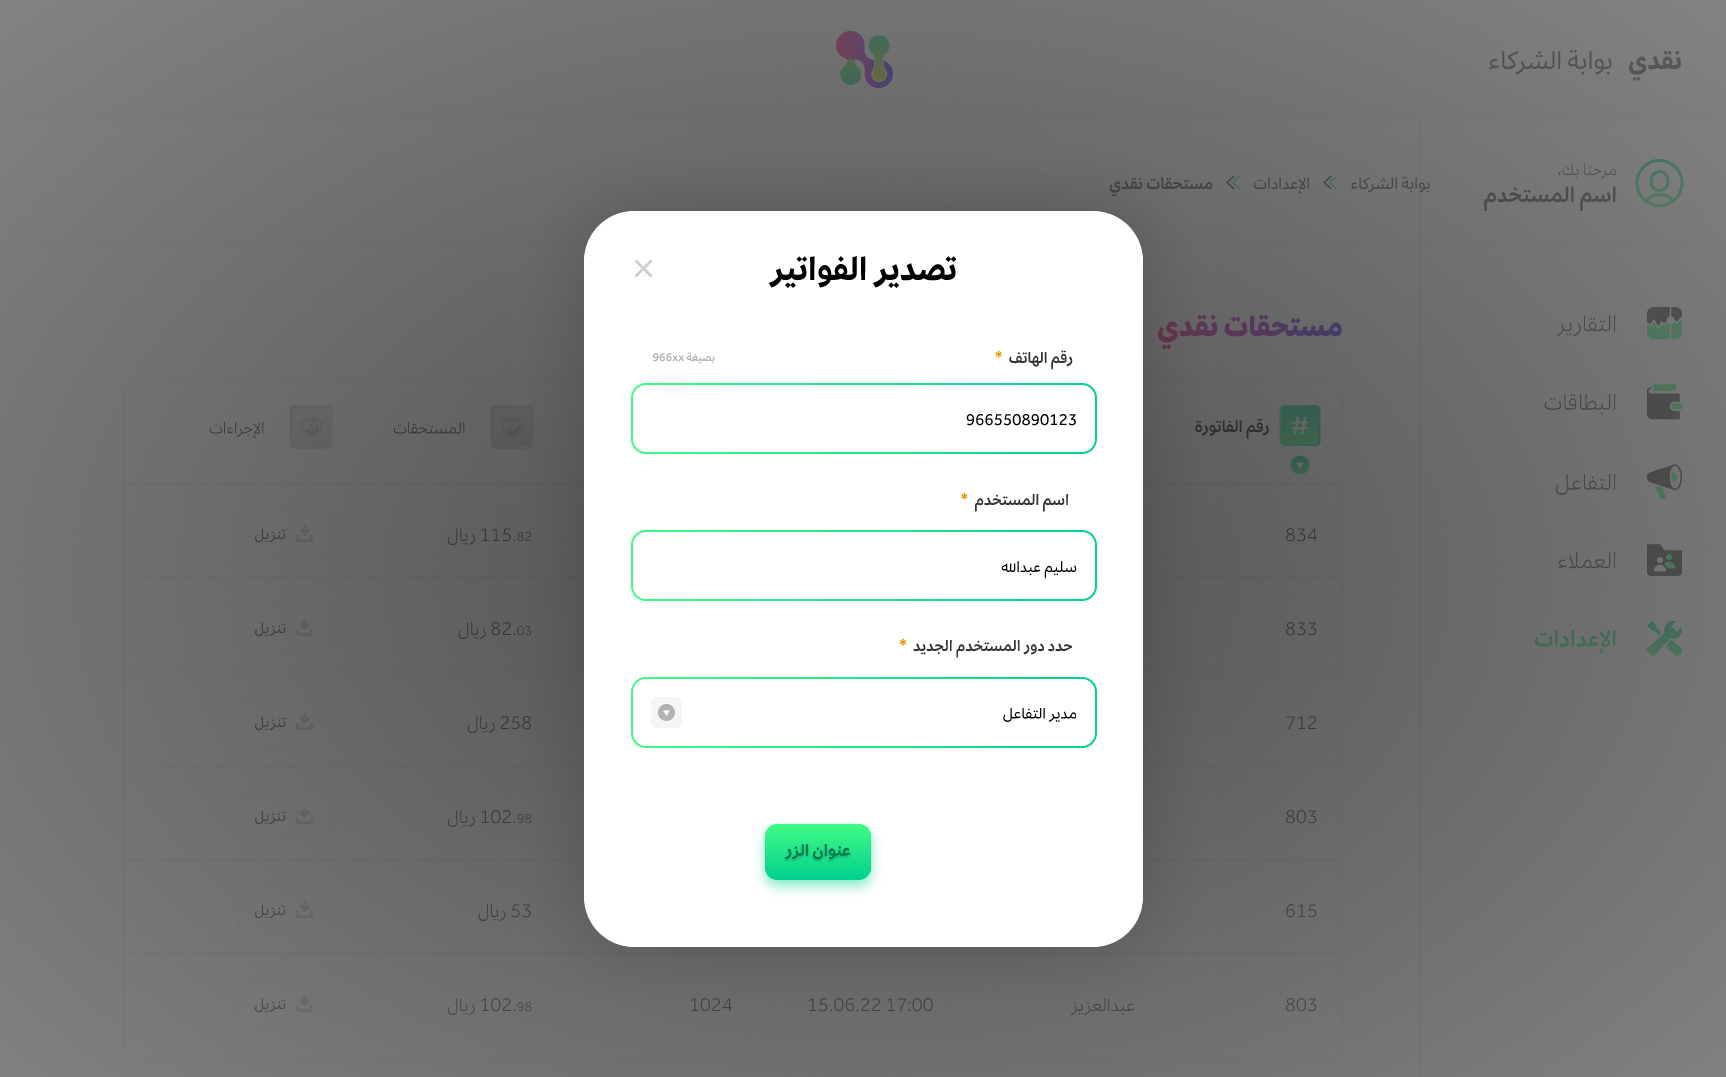 نقدي بوابة الشركاء
مرحبًا بك،
اسم المستخدم
بوابة الشركاء
الإعدادات
مستحقات نقدي
التقارير
البطاقات
التفاعل
العملاء
الإعدادات
مستحقات نقدي
رقم الفاتورة
المستحقات
الإجراءات
834
115.82 ريال
تنزيل
833
82.03 ريال
تنزيل
712
258 ريال
تنزيل
803
102.98 ريال
تنزيل
615
53 ريال
تنزيل
803
عبدالعزيز
15.06.22 17:00
1024
102.98 ريال
تنزيل
تصدير الفواتير
رقم الهاتف *
بصيغة 966xx
966550890123
اسم المستخدم *
سليم عبدالله
حدد دور المستخدم الجديد *
مدير التفاعل
عنوان الزر